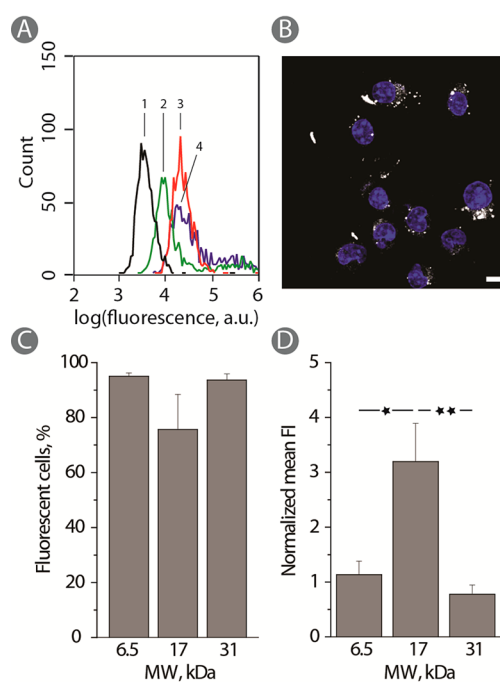 A
150
100
50
0
Count
1 2 3
4
2 3 4 5 6
log(fluorescence, a.u.)
B
C
100
80
60
40
20
0
Fluorescent cells, %
6.5 17 31
MW, kDa
D
5
4
3
2
1
0
Normalized mean FI
6.5 17 31
MW, kDa